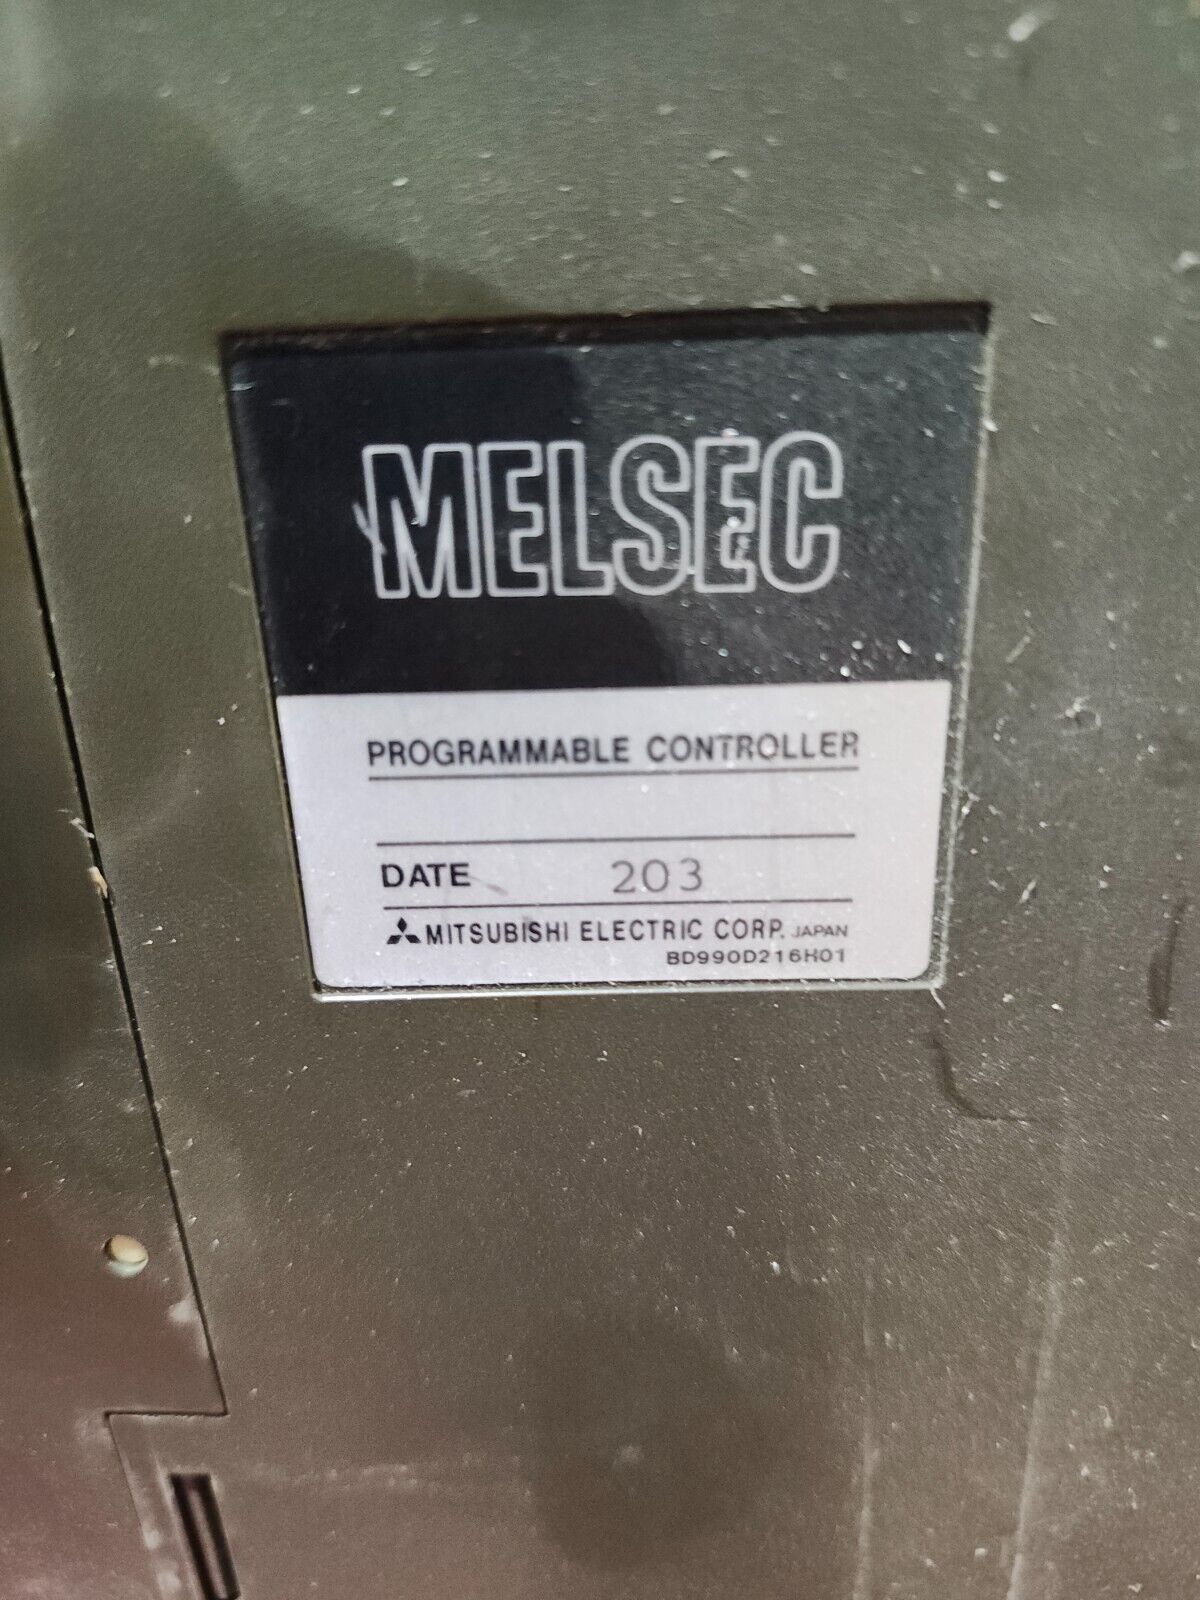 MELSEC
PROGRAMMABLE CONTROLLER
DATE 203
MITSUBISHI ELECTRIC CORP. JAPAN
BD990D216H01